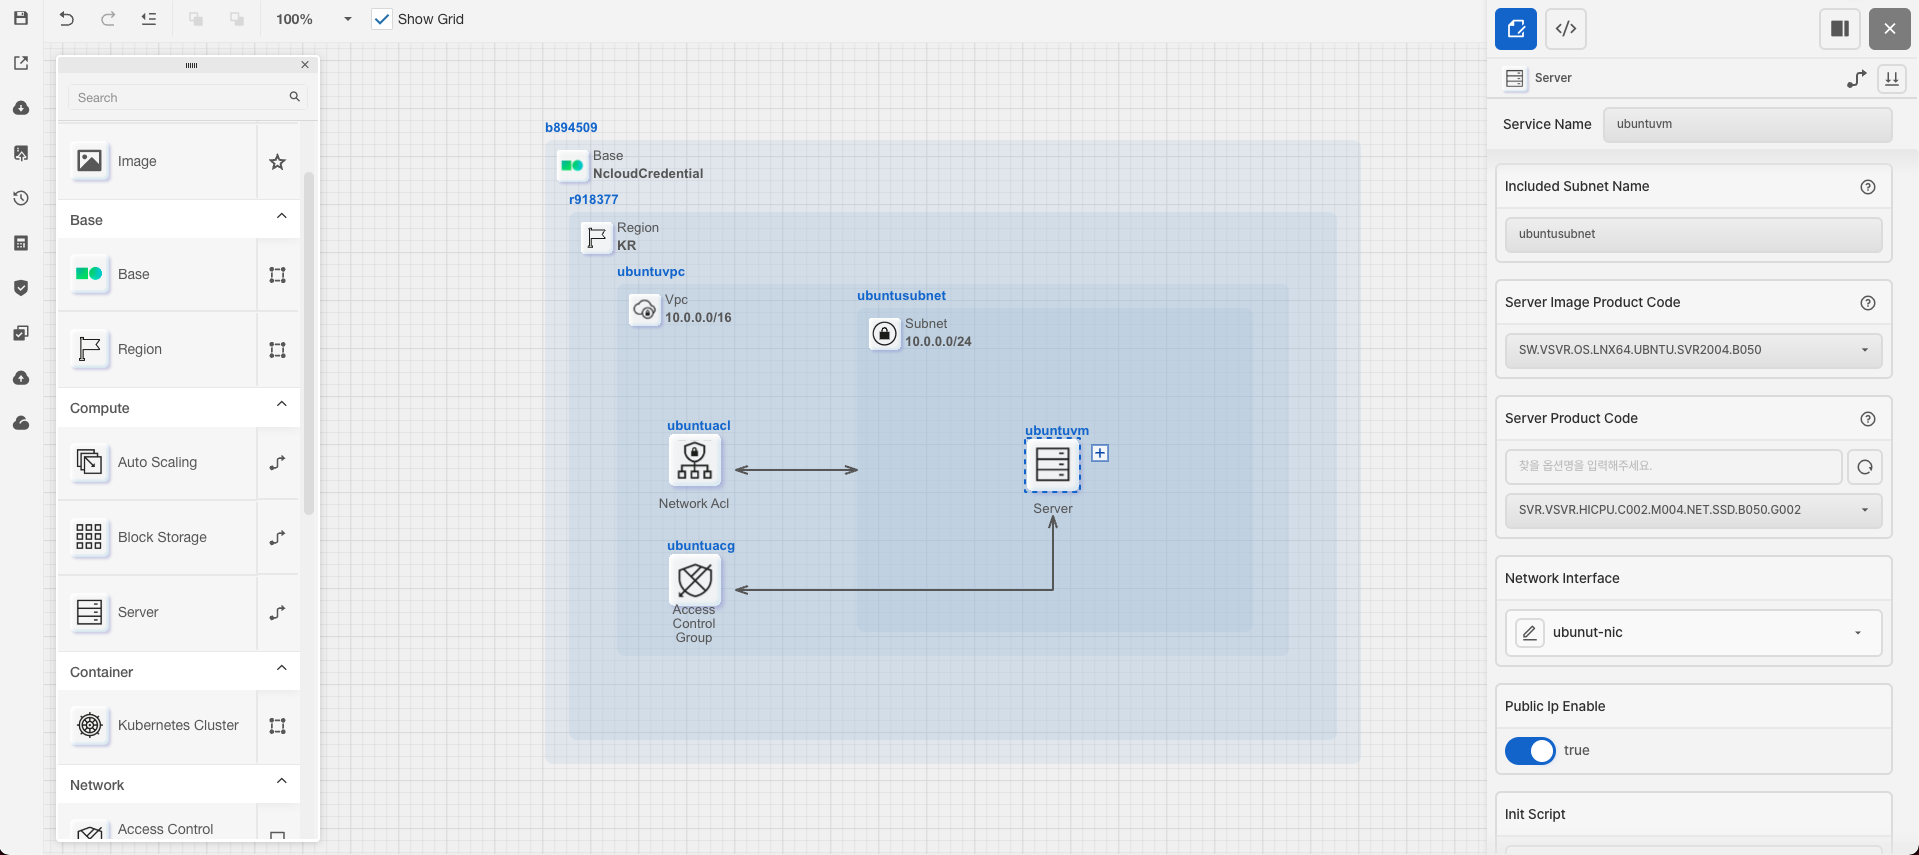 100%
Show Grid
Search
Image
Base
Base
Region
Compute
Auto Scaling
Block Storage
Server
Container
Kubernetes Cluster
Network
Access Control
b894509
Base
NcloudCredential
r918377
Region
KR
ubuntuvpc
Vpc
10.0.0.0/16
ubuntusubnet
Subnet
10.0.0.0/24
ubuntuacl
Network Acl
ubuntuvm
Server
ubuntuacg
Access
Control
Group
Server
Service Name
ubuntuvm
Included Subnet Name
ubuntusubnet
Server Image Product Code
SW.VSVR.OS.LNX64.UBNTU.SVR2004.B050
Server Product Code
찾을 옵션명을 입력해주세요.
SVR.VSVR.HICPU.C002.M004.NET.SSD.B050.G002
Network Interface
ubunut-nic
Public Ip Enable
true
Init Script